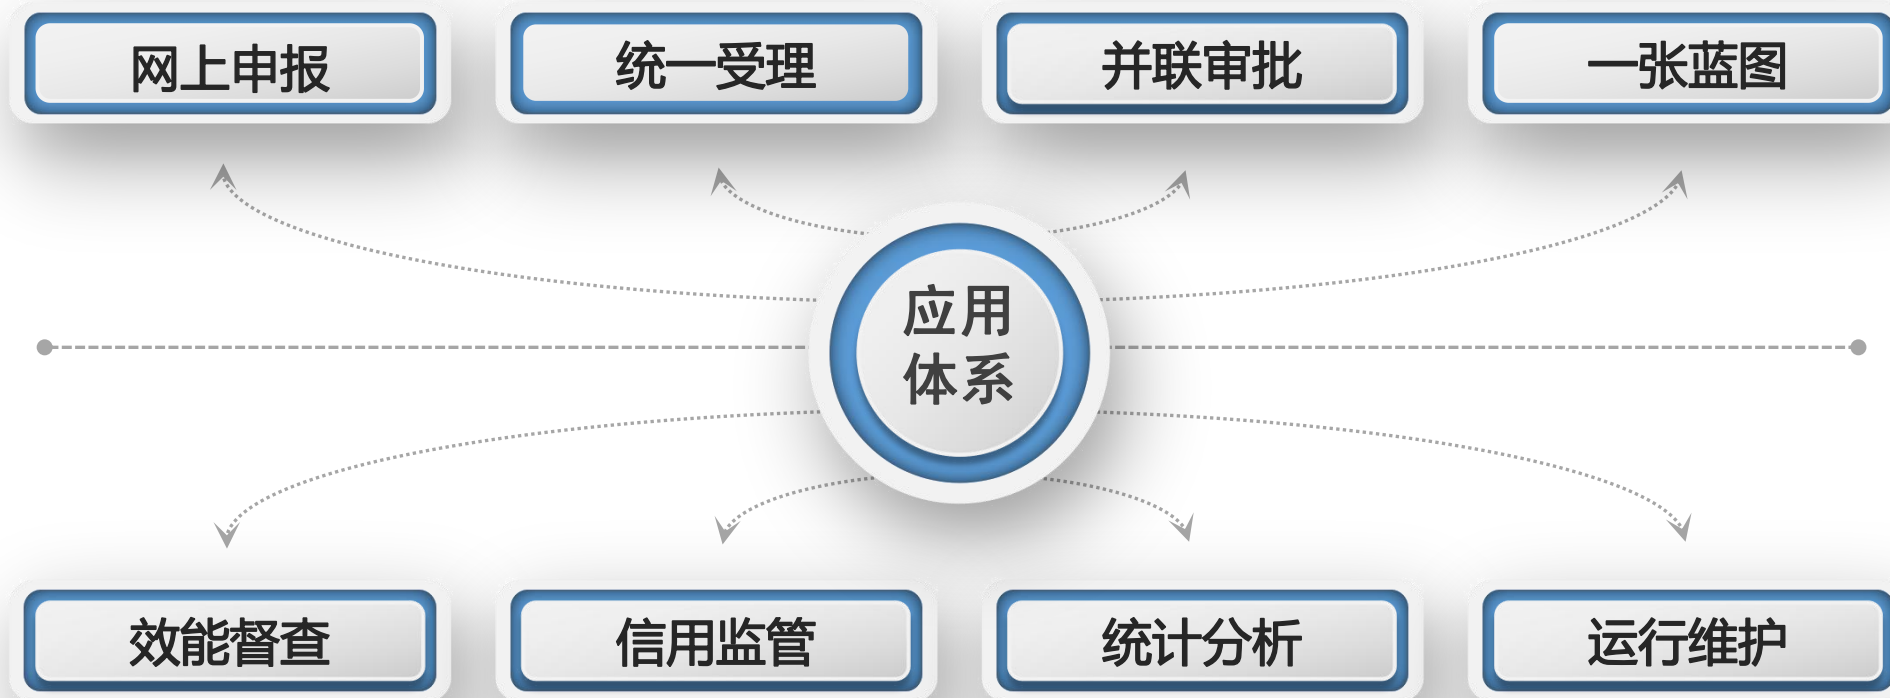 网上申报
统一受理
并联审批
一张蓝图
应用
体系
效能督查
信用监管
统计分析
运行维护